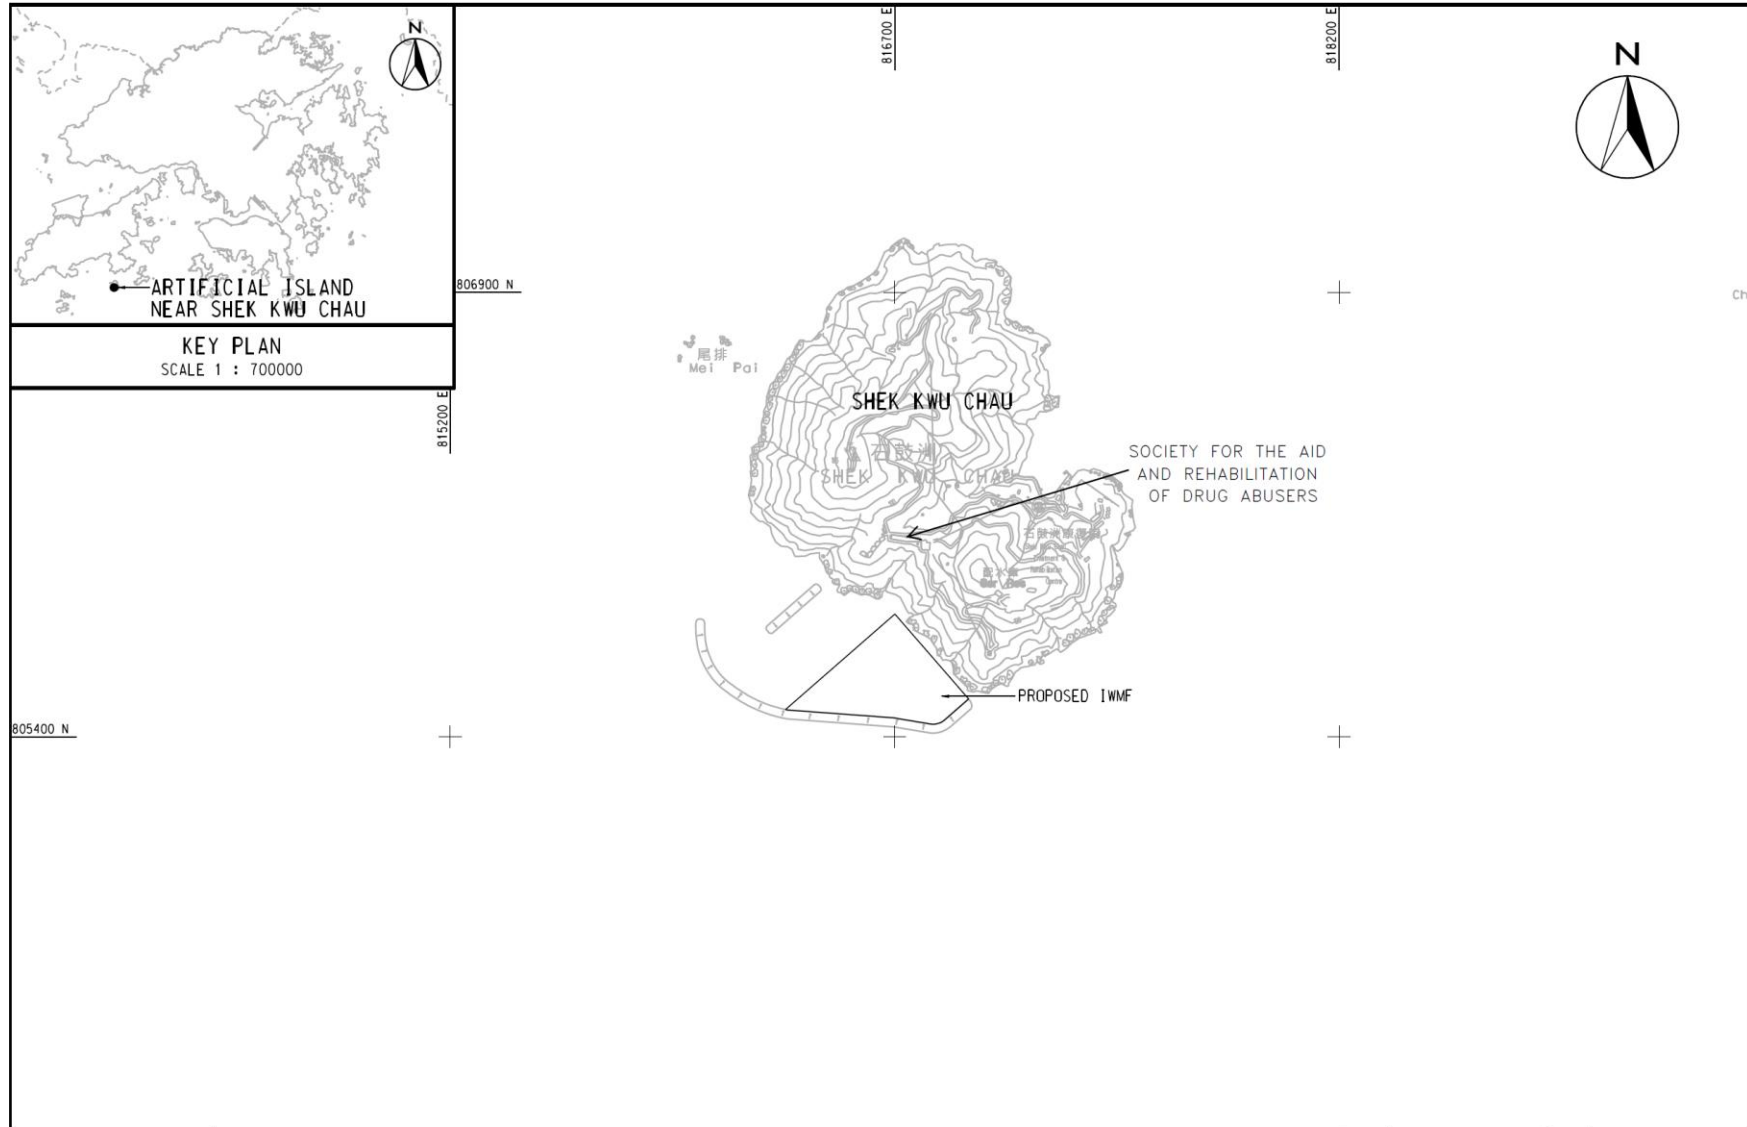 N
ARTIFICIAL ISLAND
NEAR SHEK KWU CHAU
KEY PLAN
SCALE 1 : 700000
816700 E
818200 E
N
806900 N
815200 E
尾排
Mei Pai
SHEK KWU CHAU
石鼓洲
SHEK KWU CHAU
SOCIETY FOR THE AID
AND REHABILITATION
OF DRUG ABUSERS
PROPOSED IWMF
805400 N
Ch